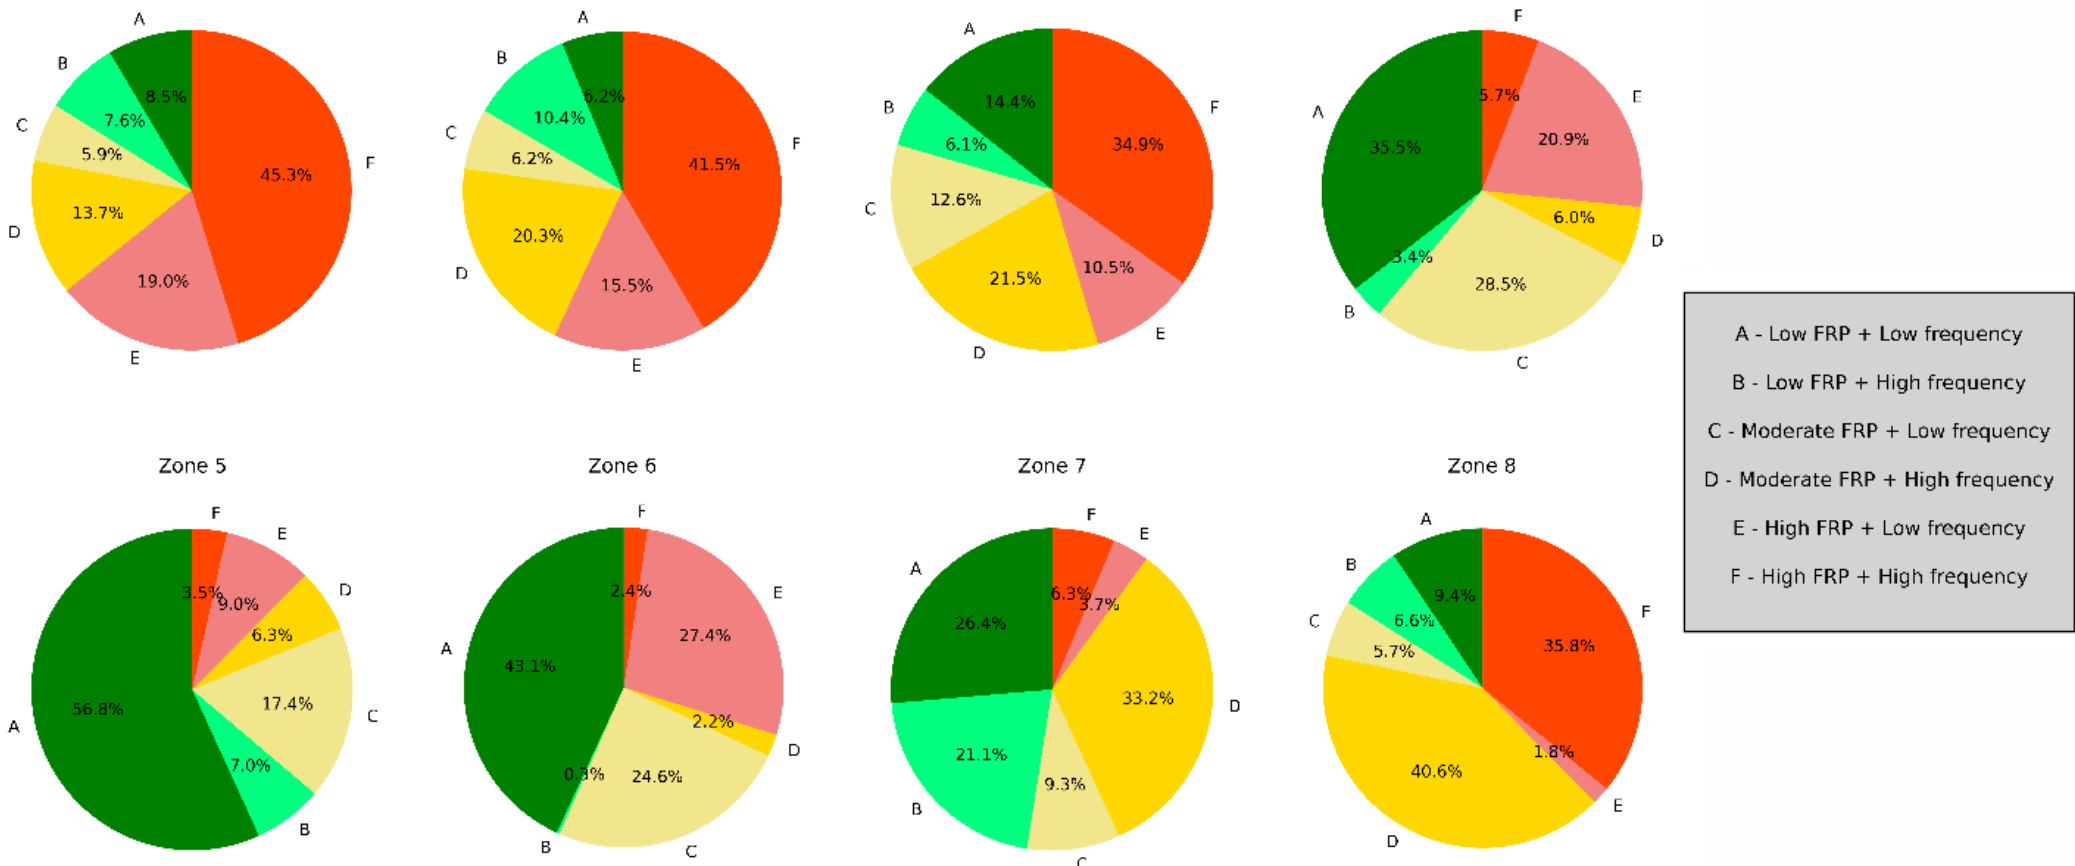 A
B
8.5%
7.6%
C
5.9%
45.3%
F
13.7%
D
19.0%
E
A
B
6.2%
10.4%
C
6.2%
41.5%
F
20.3%
D
15.5%
E
A
14.4%
B
6.1%
34.9%
F
12.6%
C
21.5%
10.5%
D
E
F
5.7%
E
A
35.5%
20.9%
6.0%
D
3.4%
28.5%
B
C
A - Low FRP + Low frequency
B - Low FRP + High frequency
C - Moderate FRP + Low frequency
D - Moderate FRP + High frequency
E - High FRP + Low frequency
F - High FRP + High frequency
Zone 5
F
E
3.5%
9.0%
D
6.3%
56.8%
17.4%
C
A
7.0%
B
Zone 6
F
2.4%
E
27.4%
A
43.1%
2.2%
D
0.3%
24.6%
B
C
Zone 7
F
E
A
6.3%
3.7%
26.4%
33.2%
D
21.1%
9.3%
B
C
Zone 8
A
B
9.4%
6.6%
C
5.7%
35.8%
F
1.8%
40.6%
E
D